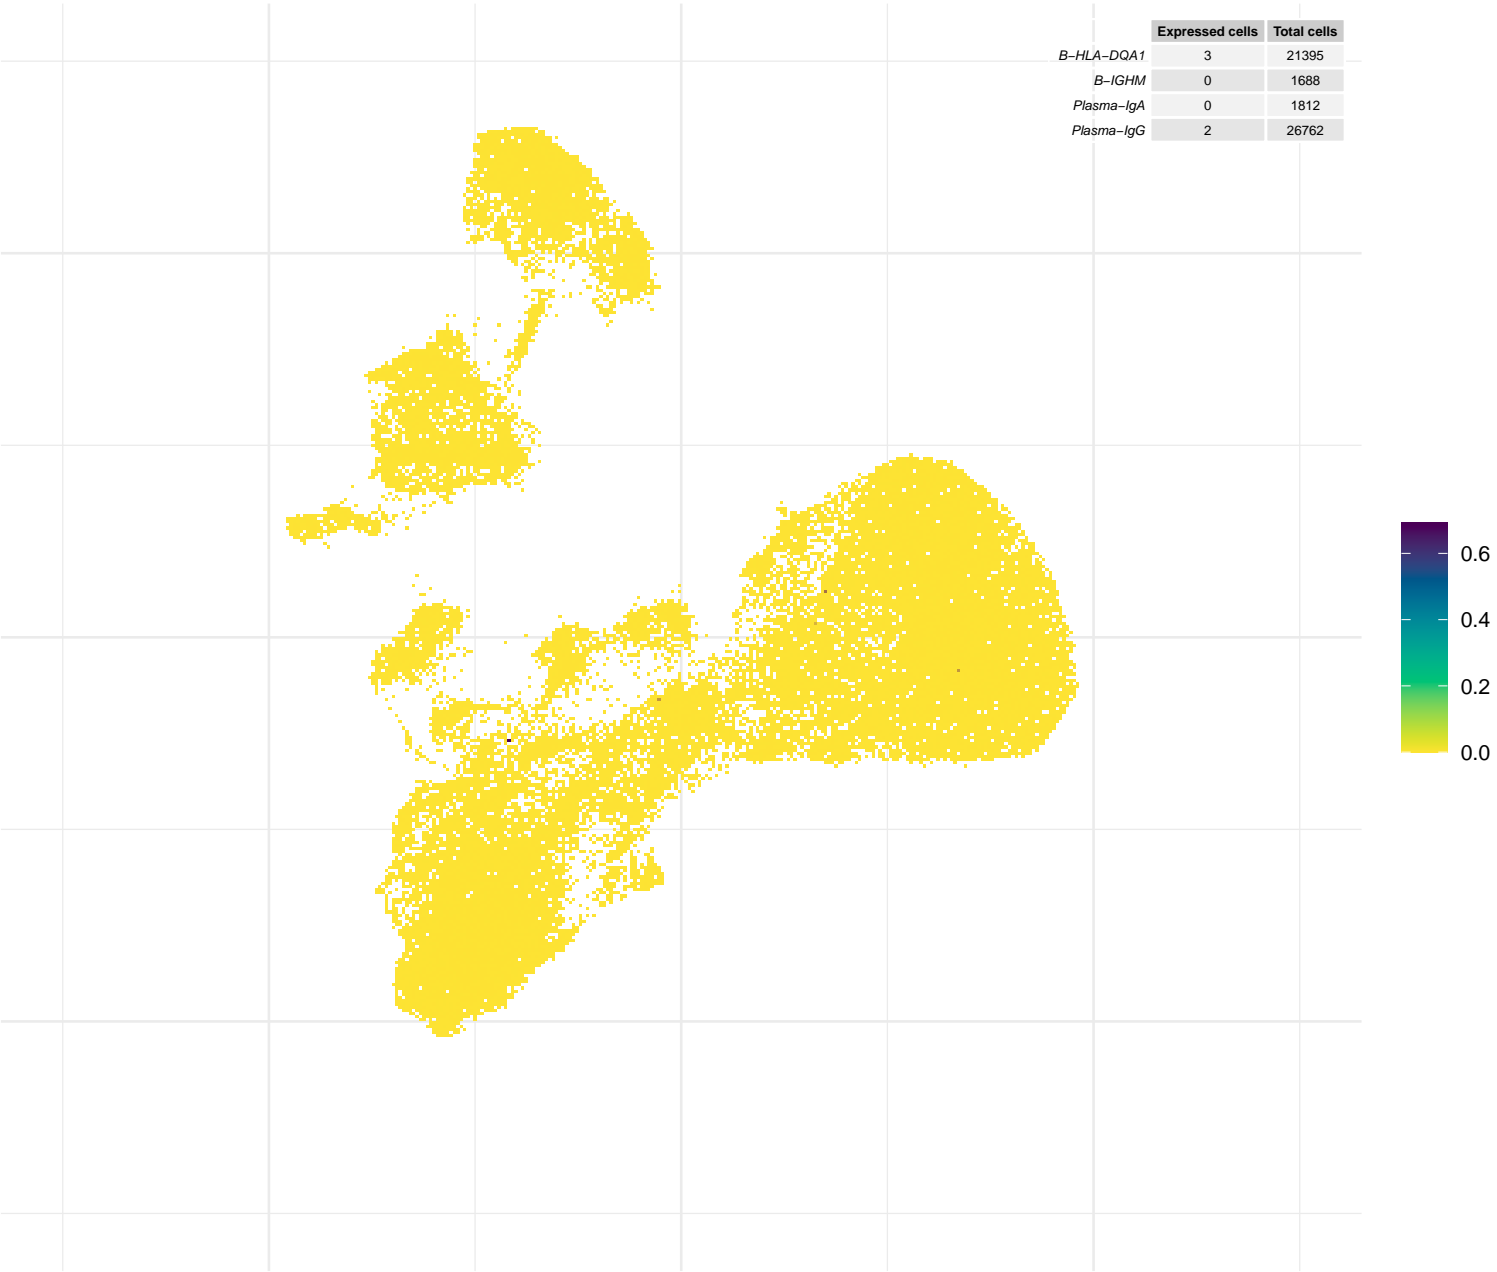 Expressed cells Total cells
B−HLA−DQA1 3 21395
B−IGHM 0 1688
Plasma−IgA 0 1812
Plasma−IgG 2 26762
0.6
0.4
0.2
0.0